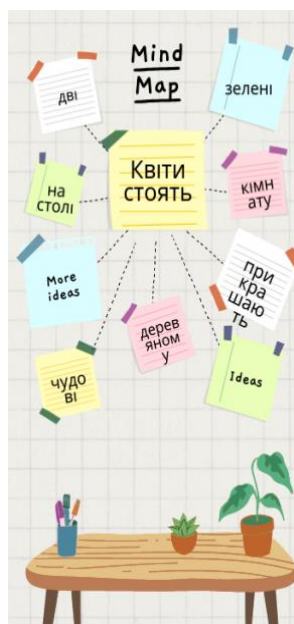 Mind
Map
дві
зелені
Квіти
стоять
на
столі
кімн
ату
More
ideas
при
кра
шаю
ть
дерев
яном
у
чудо
ві
Ideas